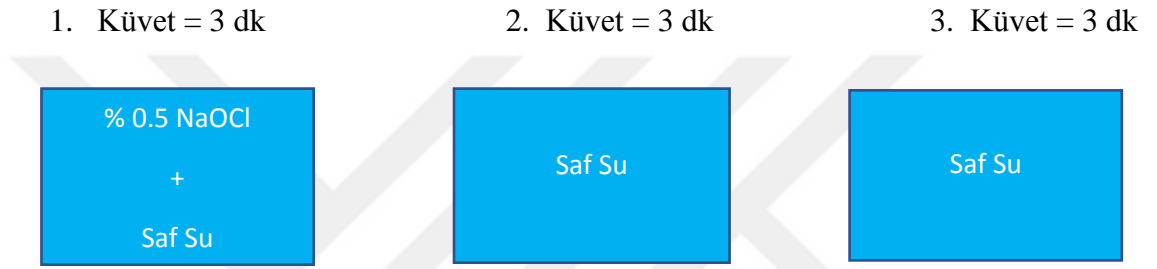 1. Küvet = 3 dk
2. Küvet = 3 dk
3. Küvet = 3 dk
% 0.5 NaOCl
+
Saf Su
Saf Su
Saf Su